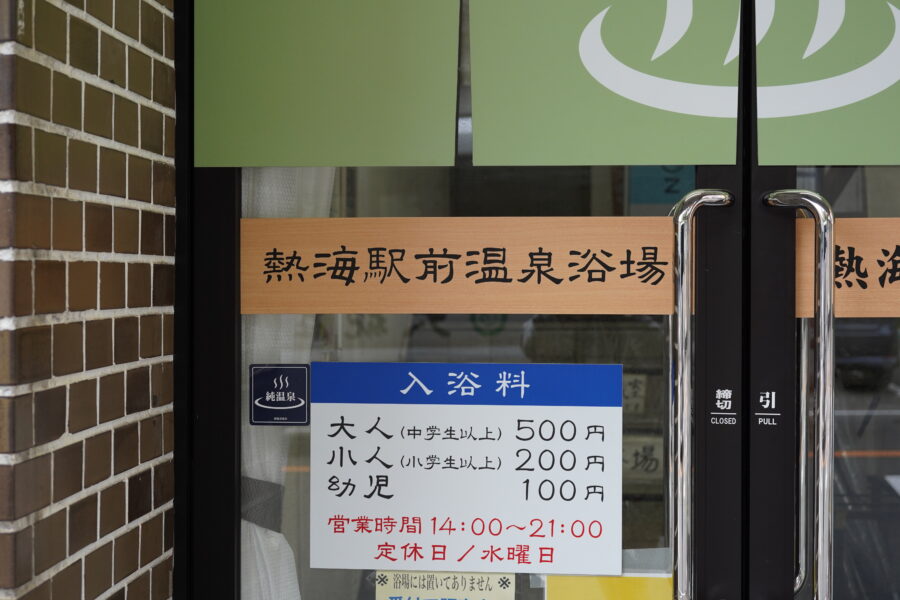 熱海駅前温泉浴場
熱海
純温泉
入浴料
大人(中学生以上) 500円
小人(小学生以上) 200円
幼児 100円
営業時間 14:00〜21:00
定休日/水曜日
締切
CLOSED
引
PULL
※浴場には置いてありません※